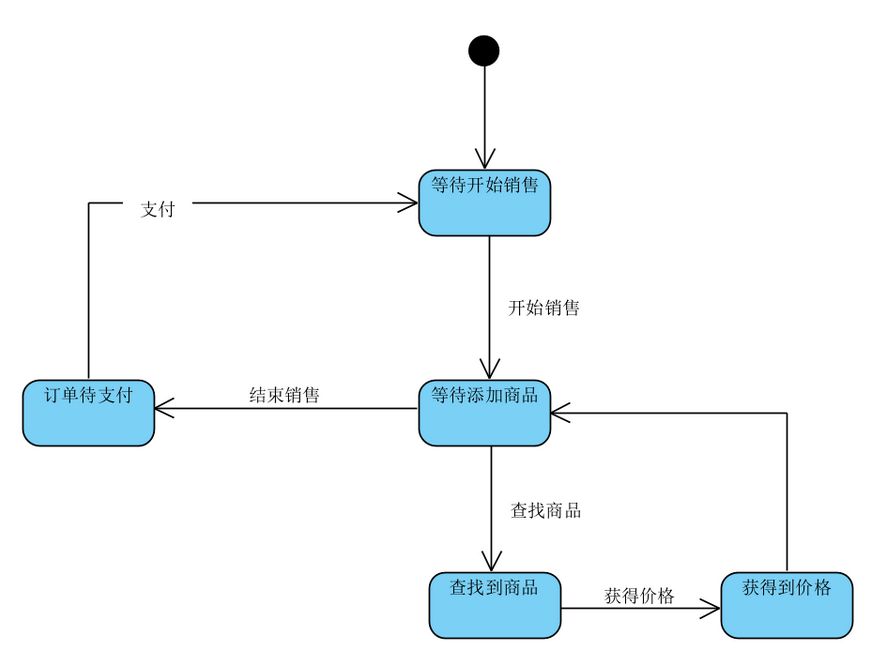 等待开始销售
支付
开始销售
订单待支付
结束销售
等待添加商品
查找商品
查找到商品
获得价格
获得到价格